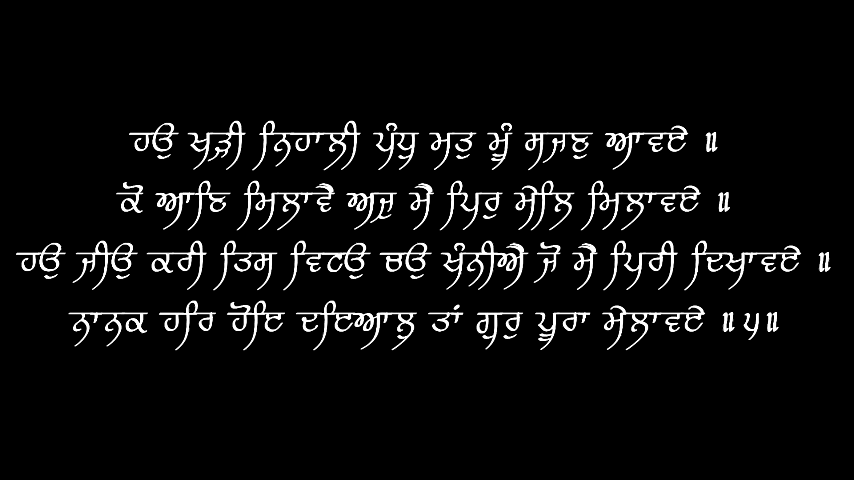 ਹਉ ਖੜੀ ਨਿਹਾਲੀ ਪੰਧੁ ਮਤੁ ਮੂੰ ਸਜਣੁ ਆਵਏ ॥
ਕੋ ਆਣਿ ਮਿਲਾਵੈ ਅਜੁ ਮੈ ਪਿਰੁ ਮੇਲਿ ਮਿਲਾਵਏ ॥
ਹਉ ਜੀਉ ਕਰੀ ਤਿਸ ਵਿਟਉ ਚਉ ਖੰਨੀਐ ਜੋ ਮੈ ਪਿਰੀ ਦਿਖਾਵਏ ॥
ਨਾਨਕ ਹਰਿ ਹੋਇ ਦਇਆਲੁ ਤਾਂ ਗੁਰੁ ਪੂਰਾ ਮੇਲਾਵਏ ॥੫॥